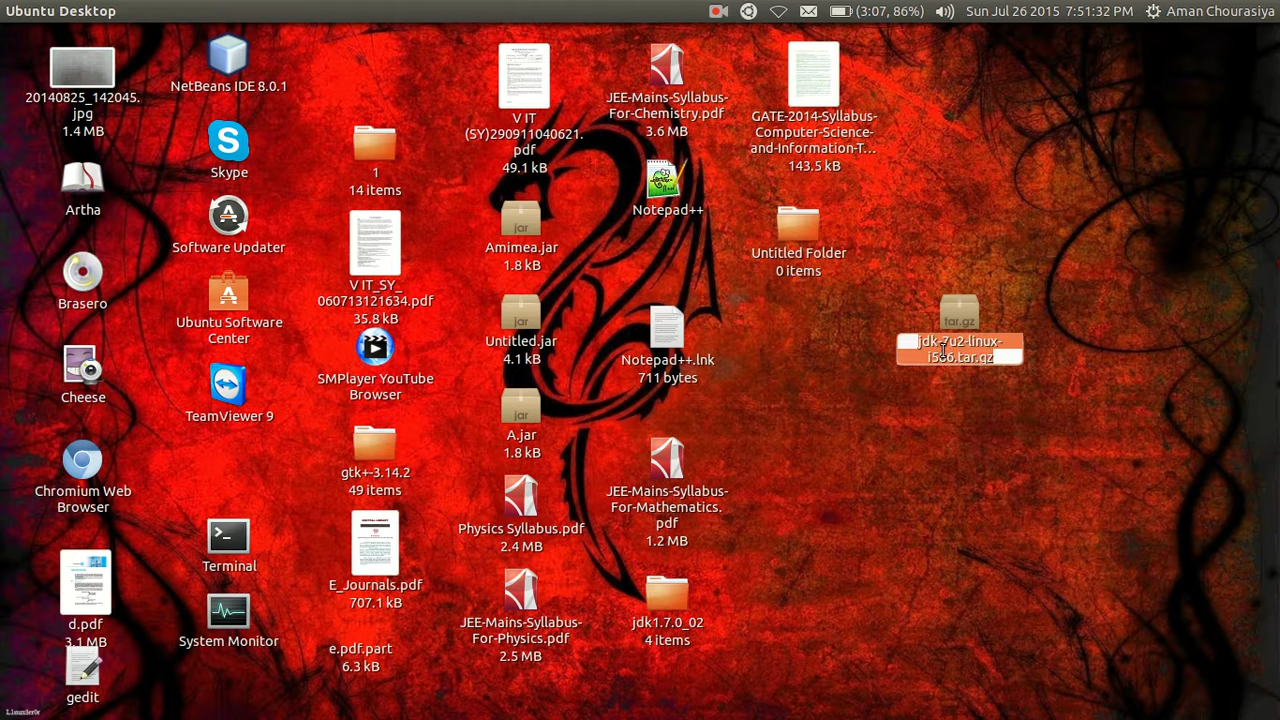 Ubuntu Desktop
(3:07, 86%)
Sun Jul 26 2015 7:51:32 PM
Aman Chourasiya
20140825_142045.
jpg
1.4 MB
Artha
Brasero
Cheese
Chromium Web
Browser
d.pdf
3.1 MB
gedit
NetBeans IDE 8.0.1
Skype
Software Updater
Ubuntu Software
Center
TeamViewer 9
Terminal
System Monitor
1
14 items
V IT_SY_
060713121634.pdf
35.8 kB
SMPlayer YouTube
Browser
gtk+-3.14.2
49 items
E_Journals.pdf
707.1 kB
e.pdf.part
6.3 kB
V IT
(SY)290911040621.
pdf
49.1 kB
jar
Amimea.jar
1.8 kB
jar
Untitled.jar
4.1 kB
jar
A.jar
1.8 kB
Physics Syllabus.pdf
2.4 MB
JEE-Mains-Syllabus-
For-Physics.pdf
2.5 MB
JEE-Mains-Syllabus-
For-Chemistry.pdf
3.6 MB
Notepad++
Notepad++.lnk
711 bytes
JEE-Mains-Syllabus-
For-Mathematics.
pdf
1.2 MB
jdk1.7.0_02
4 items
GATE-2014-Syllabus-
Computer-Science-
and-Information-T...
143.5 kB
Untitled Folder
0 items
tar.gz
jdk-7u2-linux-
i586.tar.gz